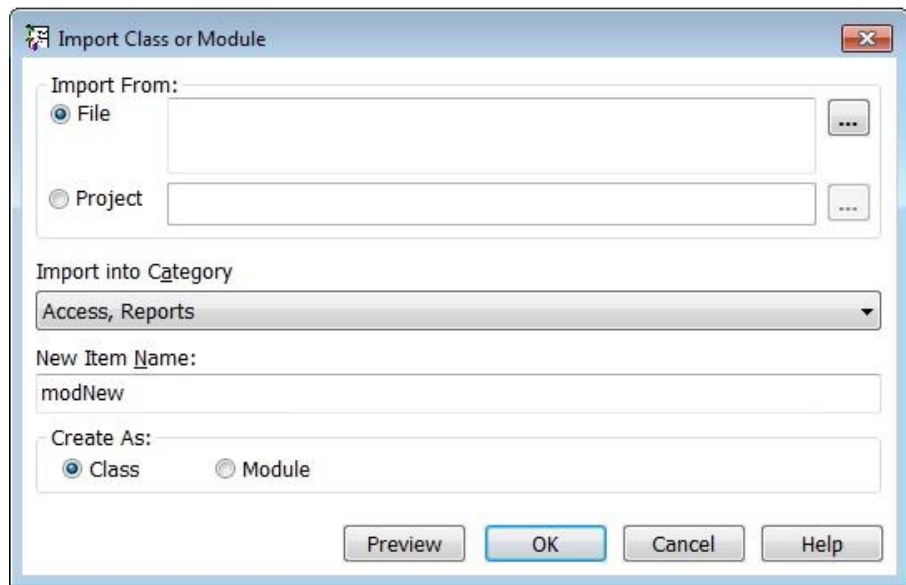 Import Class or Module
Import From:
File
...
Project
...
Import into Category
Access, Reports
New Item Name:
modNew
Create As:
Class Module
Preview OK Cancel Help